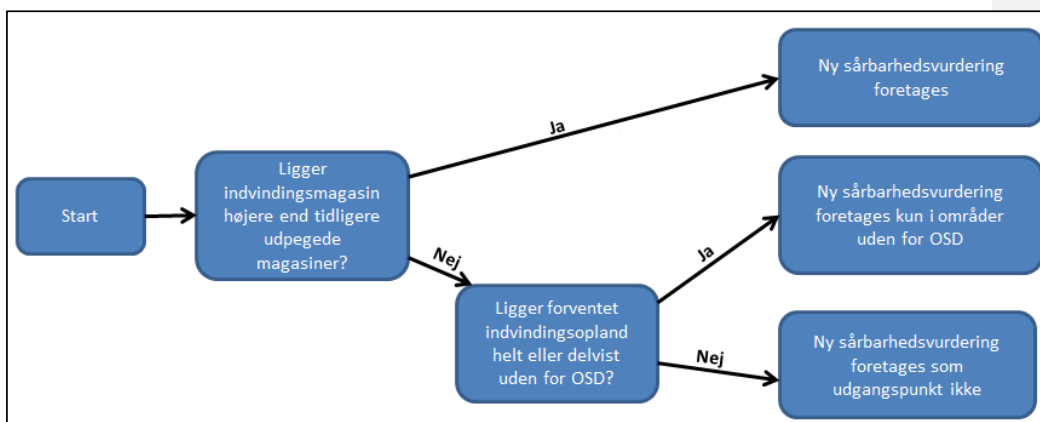 Start
Ligger
indvindingsmagasin
højere end tidligere
udpegede
magasiner?
Ja
Ny sårbarhedsvurdering
foretages
Nej
Ligger forventet
indvindingsopland
helt eller delvist
uden for OSD?
Ja
Ny sårbarhedsvurdering
foretages kun i områder
uden for OSD
Nej
Ny sårbarhedsvurdering
foretages som
udgangspunkt ikke